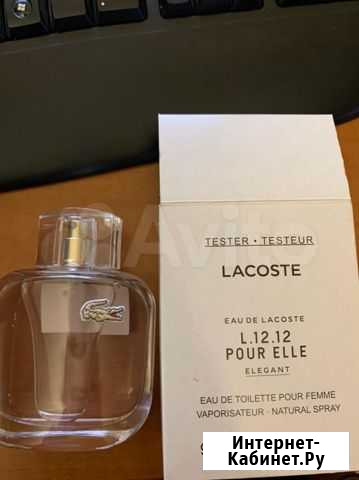 TESTER • TESTEUR
LACOSTE
EAU DE LACOSTE
L.12.12
POUR ELLE
ELEGANT
EAU DE TOILETTE POUR FEMME
VAPORISATEUR - NATURAL SPRAY
Avito
Интернет-
Кабинет.Ру